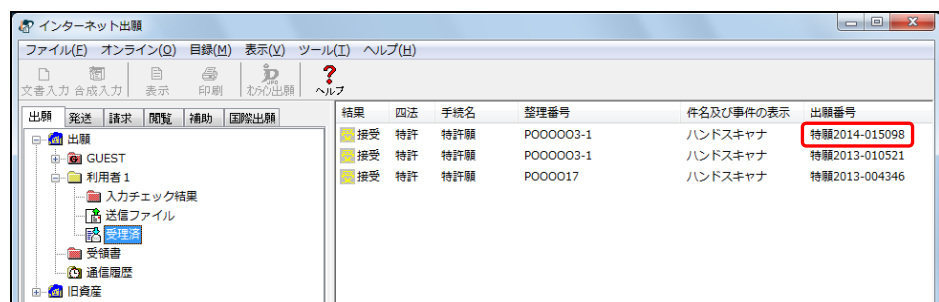 インターネット出願
ファイル(F) オンライン(O) 目録(M) 表示(V) ツール(T) ヘルプ(H)
文書入力 合成入力 表示 印刷 オンライン出願 ヘルプ
出願 発送 請求 閲覧 補助 国際出願
結果 四法 手続名 整理番号 件名及び事件の表示 出願番号
出願
接受 特許 特許願 P000003-1 ハンドスキャナ 特願2014-015098
GUEST
接受 特許 特許願 P000003-1 ハンドスキャナ 特願2013-010521
利用者1
接受 特許 特許願 P000017 ハンドスキャナ 特願2013-004346
入力チェック結果
送信ファイル
受理済
受領書
通信履歴
旧資産